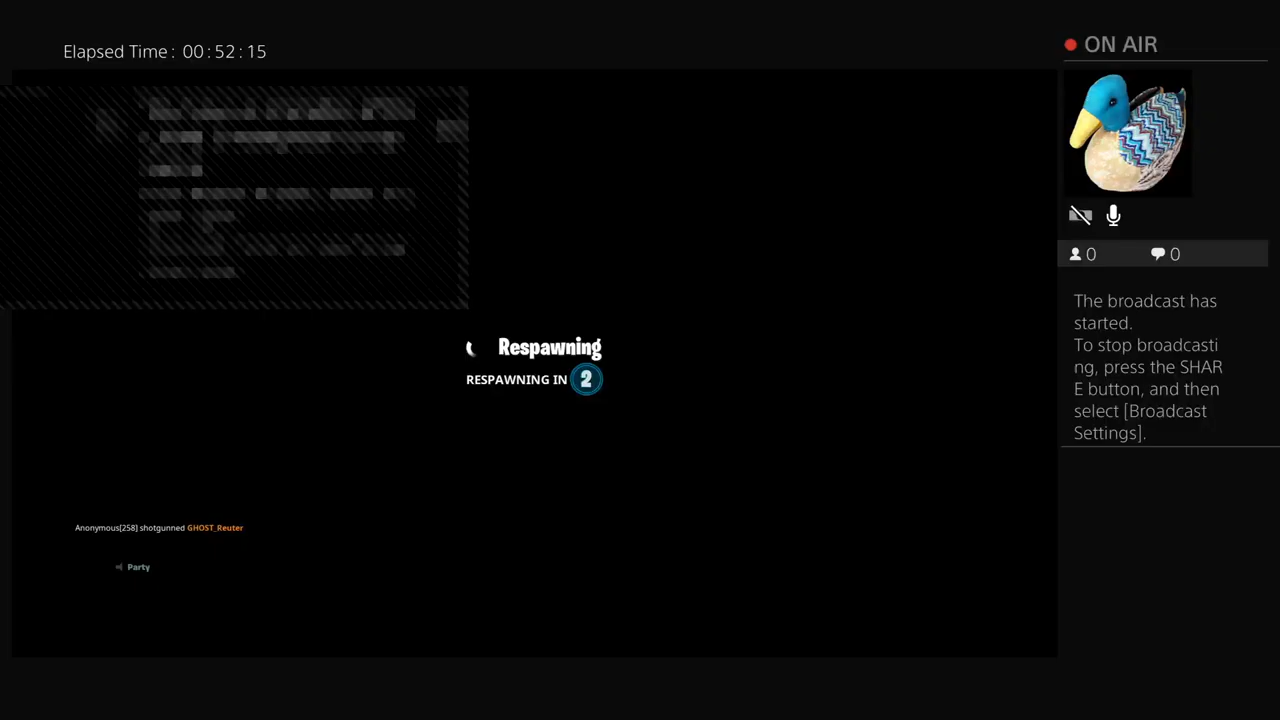 Elapsed Time: 00:52:15
ON AIR
0
0
The broadcast has
started.
To stop broadcasti
ng, press the SHAR
E button, and then
select [Broadcast
Settings].
Respawning
RESPAWNING IN 2
Anonymous[258] shotgunned GHOST_Reuter
Party